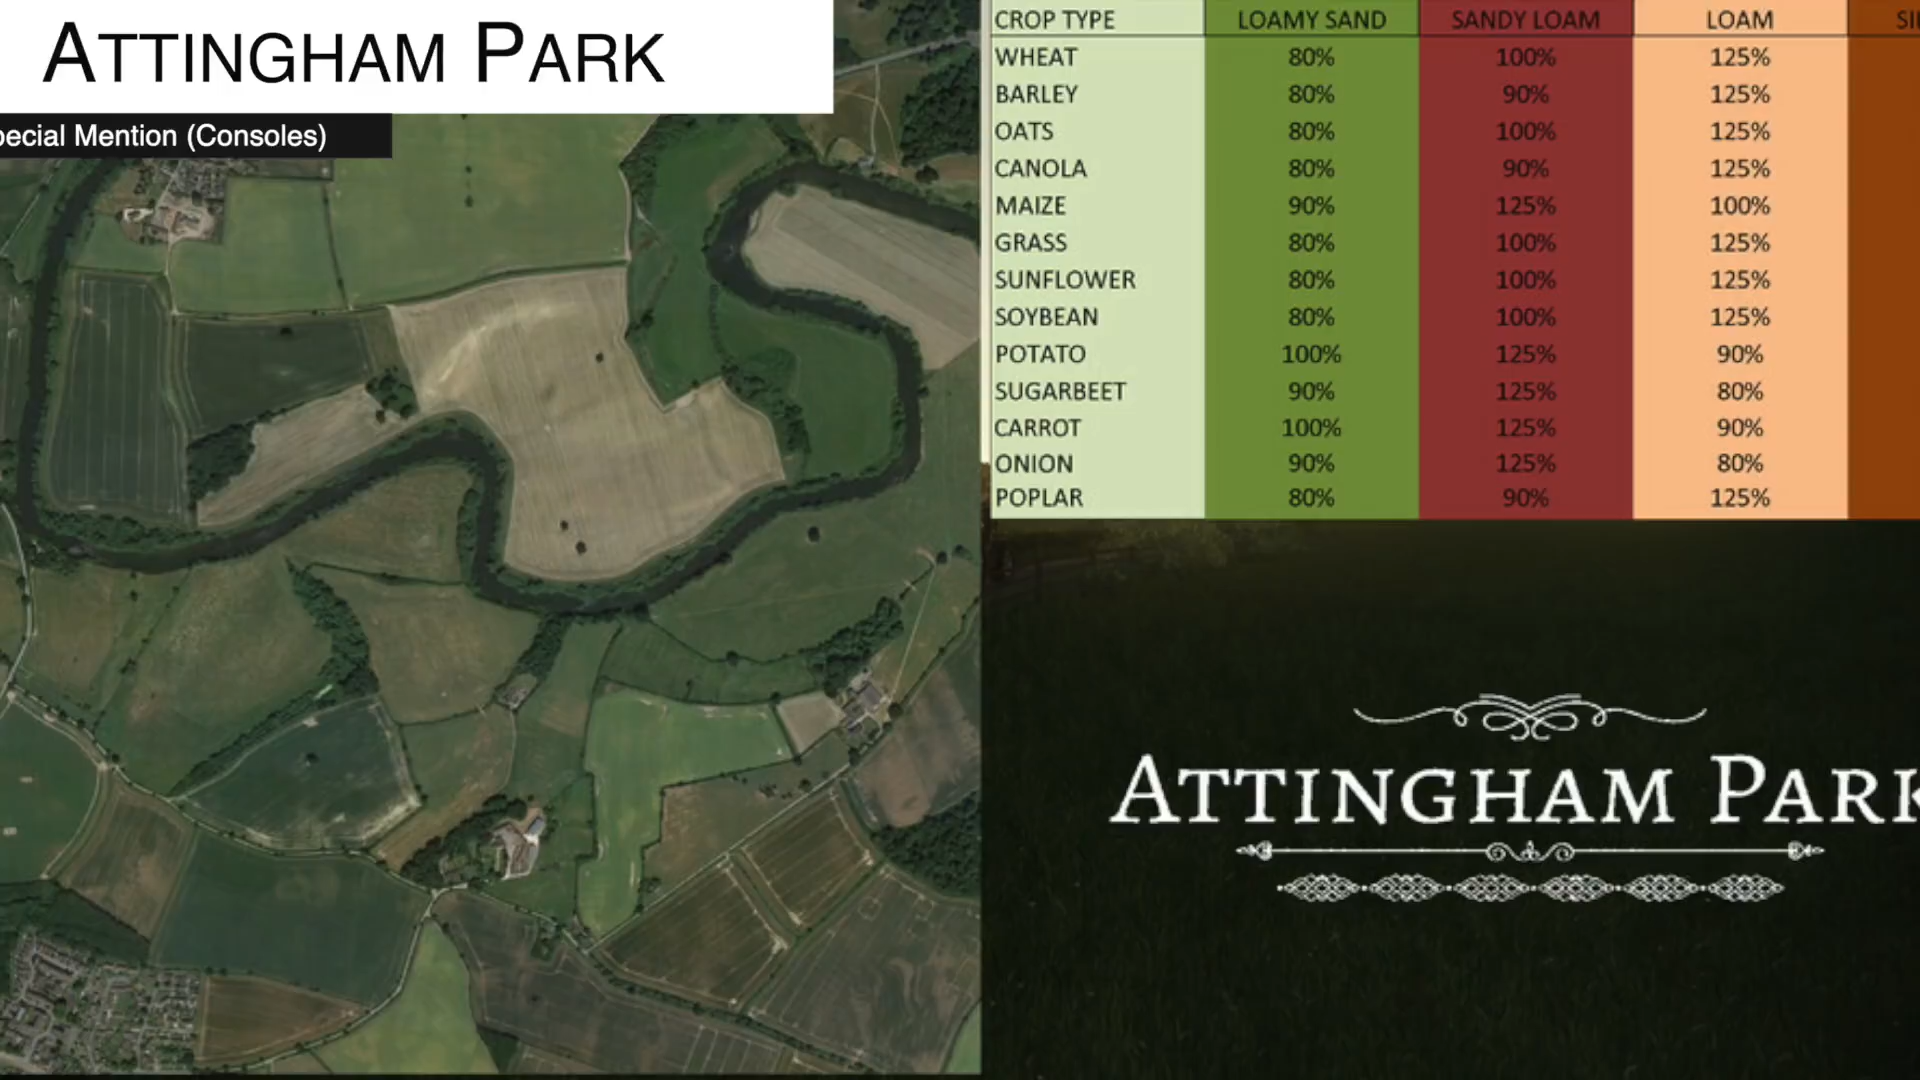 ATTINGHAM PARK
pecial Mention (Consoles)
CROP TYPE LOAMY SAND SANDY LOAM LOAM SI
WHEAT 80% 100% 125%
BARLEY 80% 90% 125%
OATS 80% 100% 125%
CANOLA 80% 90% 125%
MAIZE 90% 125% 100%
GRASS 80% 100% 125%
SUNFLOWER 80% 100% 125%
SOYBEAN 80% 100% 125%
POTATO 100% 125% 90%
SUGARBEET 90% 125% 80%
CARROT 100% 125% 90%
ONION 90% 125% 80%
POPLAR 80% 90% 125%
ATTINGHAM PARK